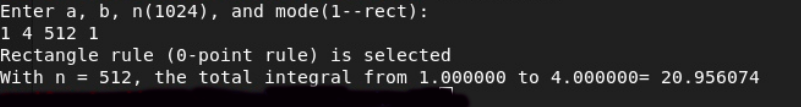 Enter a, b, n(1024), and mode(1--rect):
1 4 512 1
Rectangle rule (0-point rule) is selected
With n = 512, the total integral from 1.000000 to 4.000000= 20.956074